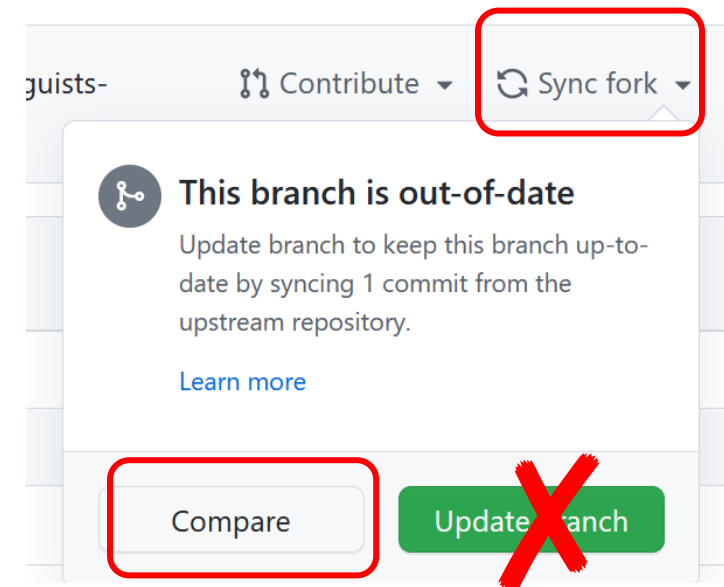 guists-
Contribute
Sync fork
This branch is out-of-date
Update branch to keep this branch up-to-
date by syncing 1 commit from the
upstream repository.
Learn more
Compare
Update branch